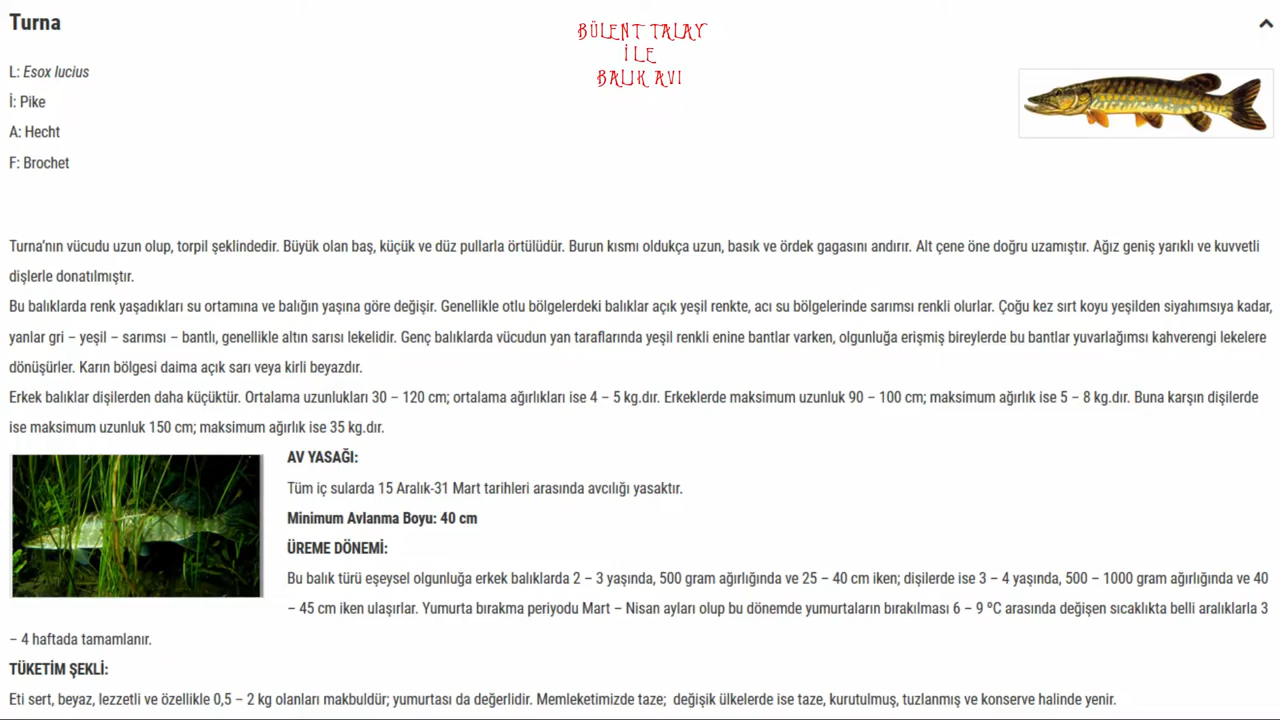 Turna
BÜLENT TALAY
İLE
BALIK AVI
L: Esox lucius
İ: Pike
A: Hecht
F: Brochet
Turna’nın vücudu uzun olup, torpil şeklindedir. Büyük olan baş, küçük ve düz pullarla örtülüdür. Burun kısmı oldukça uzun, basık ve ördek gagasını andırır. Alt çene öne doğru uzamıştır. Ağız geniş yarıklı ve kuvvetli
dişlerle donatılmıştır.
Bu balıklarda renk yaşadıkları su ortamına ve balığın yaşına göre değişir. Genellikle otlu bölgelerdeki balıklar açık yeşil renkte, acı su bölgelerinde sarımsı renkli olurlar. Çoğu kez sırt koyu yeşilden siyahımsıya kadar,
yanlar gri – yeşil – sarımsı – bantlı, genellikle altın sarısı lekelidir. Genç balıklarda vücudun yan taraflarında yeşil renkli enine bantlar varken, olgunluğa erişmiş bireylerde bu bantlar yuvarlağımsı kahverengi lekelere
dönüşürler. Karın bölgesi daima açık sarı veya kirli beyazdır.
Erkek balıklar dişilerden daha küçüktür. Ortalama uzunlukları 30 – 120 cm; ortalama ağırlıkları ise 4 – 5 kg.dır. Erkeklerde maksimum uzunluk 90 – 100 cm; maksimum ağırlık ise 5 – 8 kg.dır. Buna karşın dişilerde
ise maksimum uzunluk 150 cm; maksimum ağırlık ise 35 kg.dır.
AV YASAĞI:
Tüm iç sularda 15 Aralık-31 Mart tarihleri arasında avcılığı yasaktır.
Minimum Avlanma Boyu: 40 cm
ÜREME DÖNEMİ:
Bu balık türü eşeysel olgunluğa erkek balıklarda 2 – 3 yaşında, 500 gram ağırlığında ve 25 – 40 cm iken; dişilerde ise 3 – 4 yaşında, 500 – 1000 gram ağırlığında ve 40
– 45 cm iken ulaşırlar. Yumurta bırakma periyodu Mart – Nisan ayları olup bu dönemde yumurtaların bırakılması 6 – 9 ºC arasında değişen sıcaklıkta belli aralıklarla 3
– 4 haftada tamamlanır.
TÜKETİM ŞEKLİ:
Eti sert, beyaz, lezzetli ve özellikle 0,5 – 2 kg olanları makbuldür; yumurtası da değerlidir. Memleketimizde taze;  değişik ülkelerde ise taze, kurutulmuş, tuzlanmış ve konserve halinde yenir.